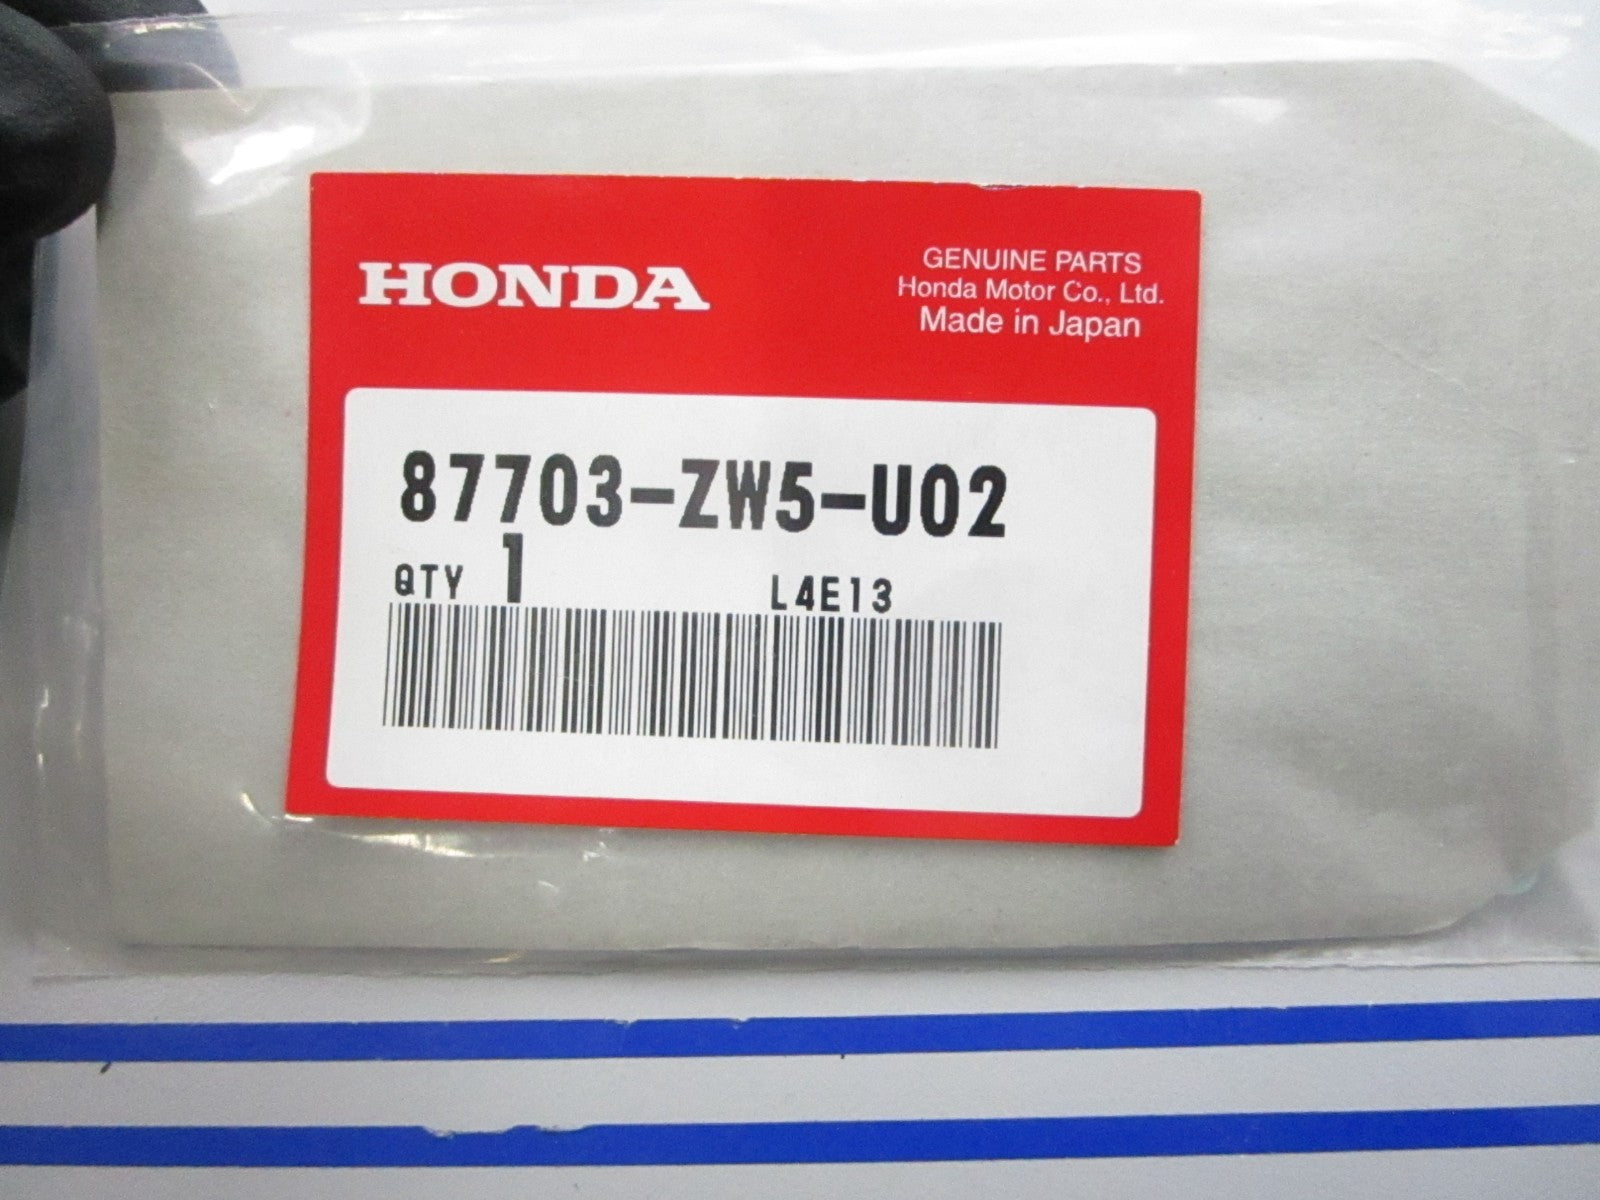 HONDA
GENUINE PARTS
Honda Motor Co., Ltd.
Made in Japan
87703-ZW5-U02
QTY 1 L4E13